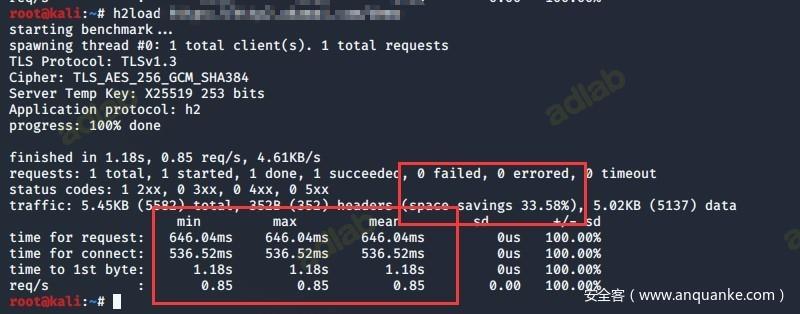 root@kali:~# h2load
starting benchmark...
spawning thread #0: 1 total client(s). 1 total requests
TLS Protocol: TLSv1.3
Cipher: TLS_AES_256_GCM_SHA384
Server Temp Key: X25519 253 bits
Application protocol: h2
progress: 100% done
finished in 1.18s, 0.85 req/s, 4.61KB/s
requests: 1 total, 1 started, 1 done, 1 succeeded, 0 failed, 0 errored, 0 timeout
status codes: 1 2xx, 0 3xx, 0 4xx, 0 5xx
traffic: 5.45KB (5582) total, 352B (352) headers (space savings 33.58%), 5.02KB (5137) data
min max mean sd +/- sd
time for request: 646.04ms 646.04ms 646.04ms 0us 100.00%
time for connect: 536.52ms 536.52ms 536.52ms 0us 100.00%
time to 1st byte: 1.18s 1.18s 1.18s 0us 100.00%
req/s : 0.85 0.85 0.85 0.00 100.00%
root@kali:~#
adlab
adlab
adlab
adlab
安全客（www.anquanke.com）